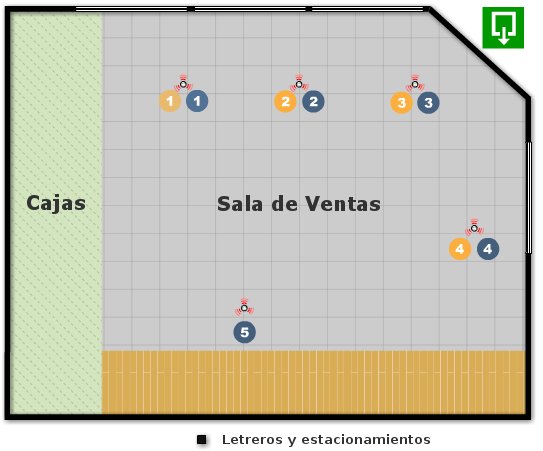 1 1 2 2 3 3
Cajas
Sala de Ventas
4 4
5
Letreros y estacionamientos